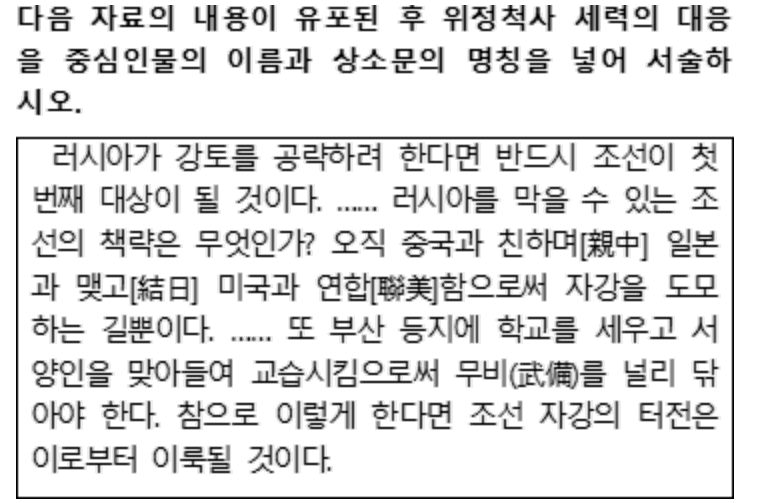 다음 자료의 내용이 유포된 후 위정척사 세력의 대응
을 중심인물의 이름과 상소문의 명칭을 넣어 서술하
시오.
러시아가 강토를 공략하려 한다면 반드시 조선이 첫
번째 대상이 될 것이다. …… 러시아를 막을 수 있는 조
선의 책략은 무엇인가? 오직 중국과 친하며[親中] 일본
과 맺고[結日] 미국과 연합[聯美]함으로써 자강을 도모
하는 길뿐이다. …… 또 부산 등지에 학교를 세우고 서
양인을 맞아들여 교습시킴으로써 무비(武備)를 널리 닦
아야 한다. 참으로 이렇게 한다면 조선 자강의 터전은
이로부터 이룩될 것이다.